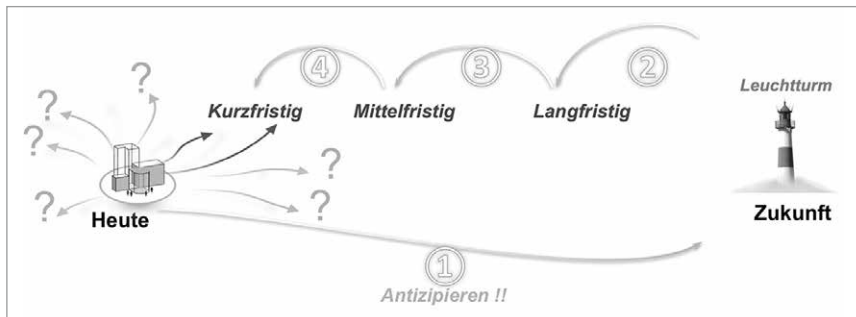 ④
③
②
Leuchtturm
?
?
?
?
?
?
?
Kurzfristig
Mittelfristig
Langfristig
Heute
Zukunft
①
Antizipieren !!